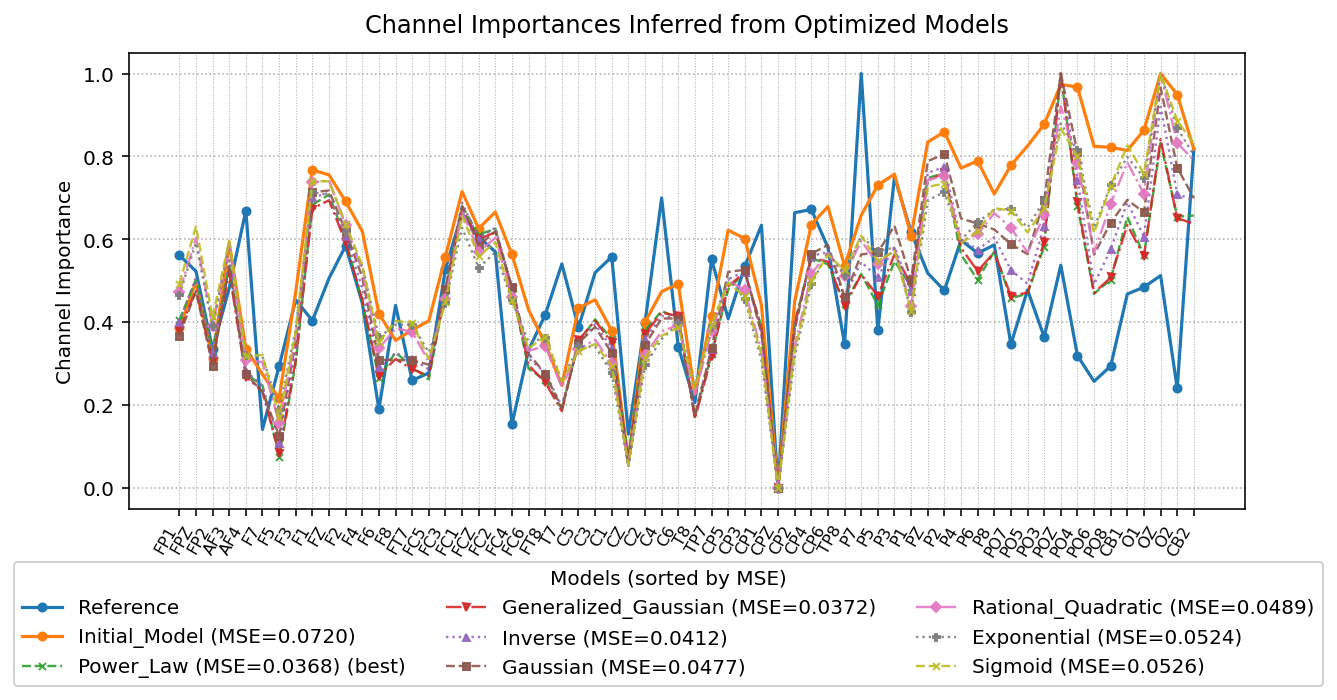 Channel Importances Inferred from Optimized Models
Channel Importance
1.0
0.8
0.6
0.4
0.2
0.0
FP1 FPZ FP2 AF3 AF4 F7 F5 F3 F1 FZ F2 F4 F6 F8 FT7 FC5 FC3 FC1 FCZ FC2 FC4 FC6 FT8 T7 C5 C3 C1 CZ C2 C4 C6 T8 TP7 CP5 CP3 CP1 CPZ CP2 CP4 CP6 TP8 P7 P5 P3 P1 PZ P2 P4 P6 P8 PO7 PO5 PO3 POZ PO4 PO6 PO8 CB1 O1 OZ O2 CB2
Models (sorted by MSE)
Reference
Initial_Model (MSE=0.0720)
Power_Law (MSE=0.0368) (best)
Generalized_Gaussian (MSE=0.0372)
Inverse (MSE=0.0412)
Gaussian (MSE=0.0477)
Rational_Quadratic (MSE=0.0489)
Exponential (MSE=0.0524)
Sigmoid (MSE=0.0526)